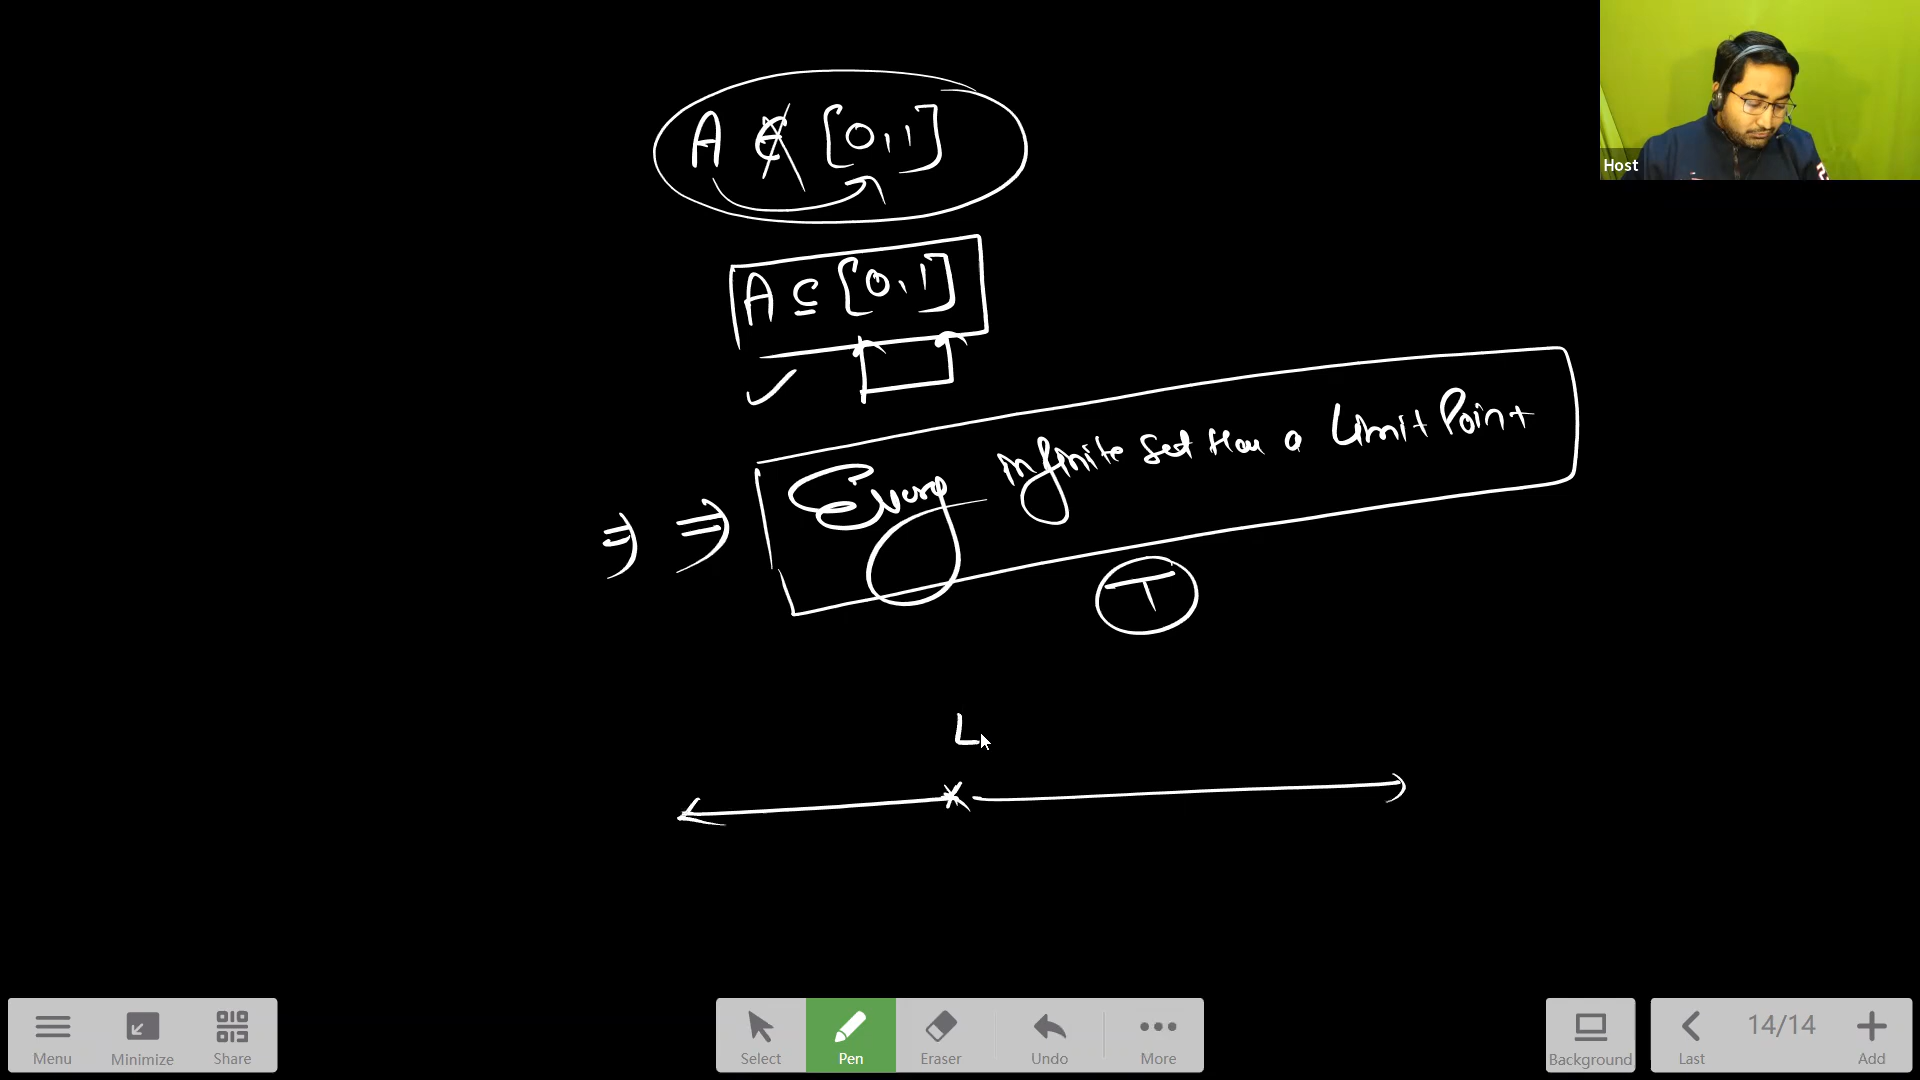 A ∉ [0,1]
A ⊆ [0,1]
⇒ ⇒ Every infinite set Has a Limit Point
T
L
Host
Menu
Minimize
Share
Select
Pen
Eraser
Undo
More
Background
Last
14/14
Add